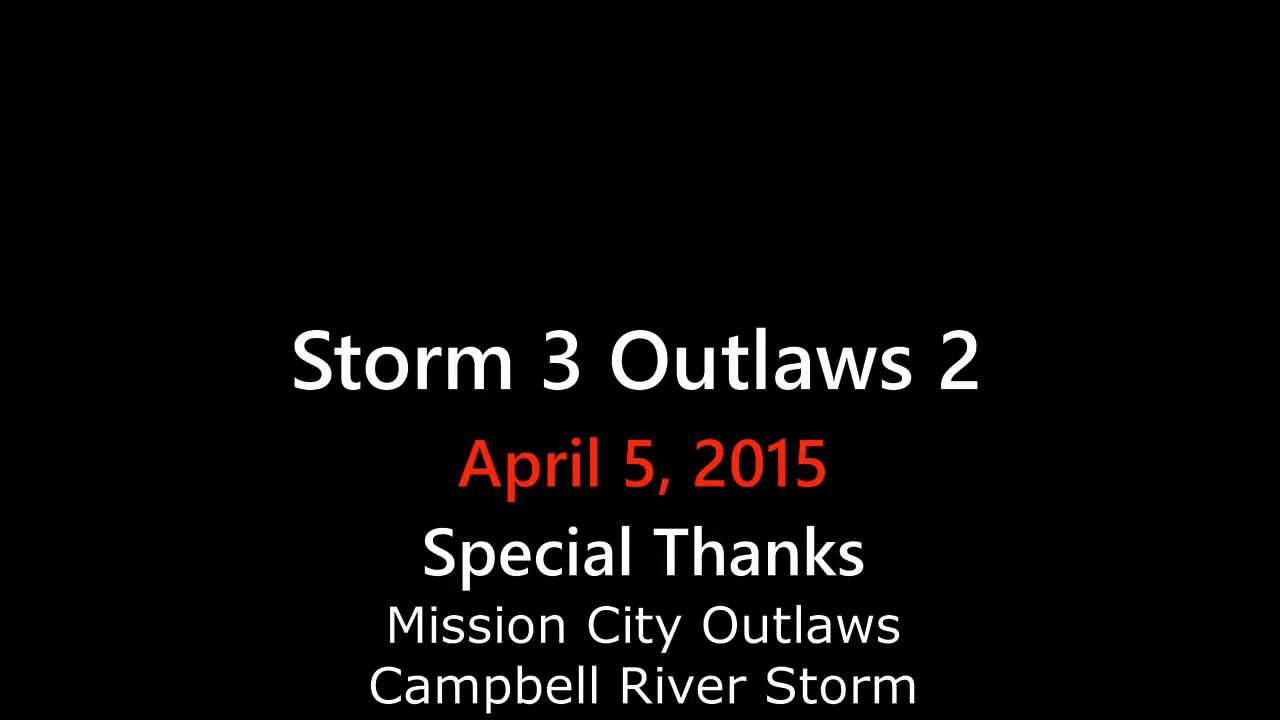 Storm 3 Outlaws 2
April 5, 2015
Special Thanks
Mission City Outlaws
Campbell River Storm